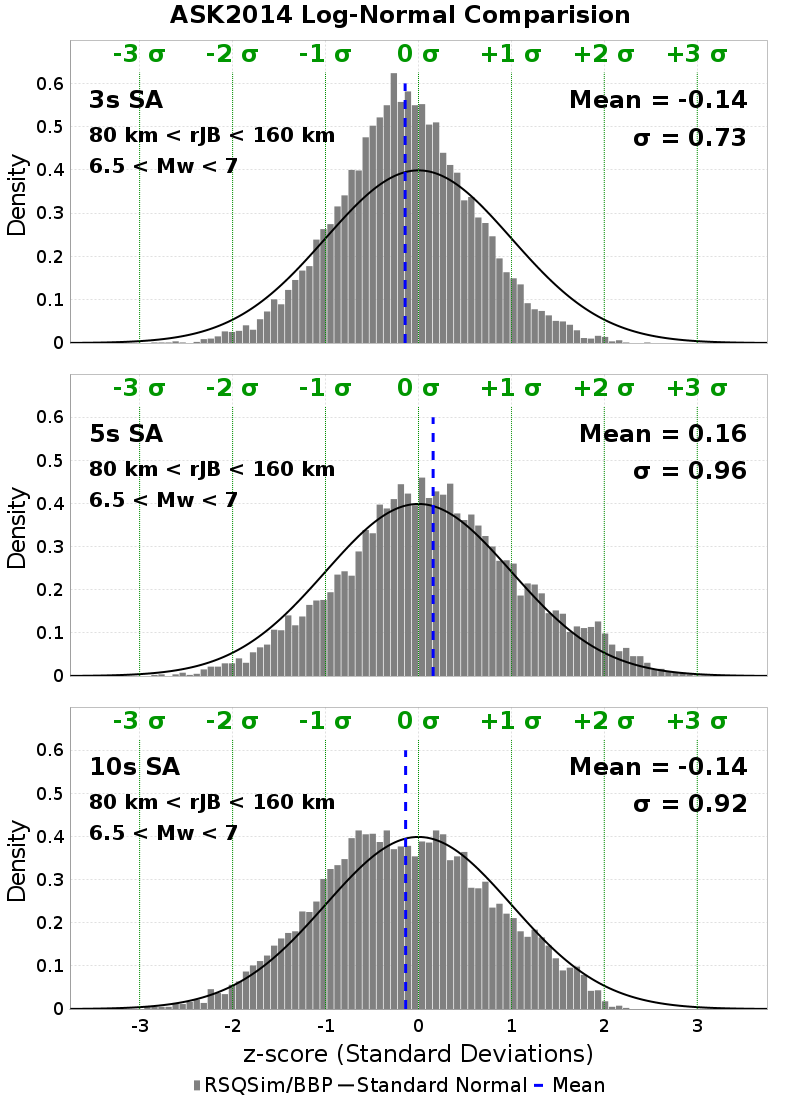 ASK2014 Log-Normal Comparision
-3 σ -2 σ -1 σ 0 σ +1 σ +2 σ +3 σ
3s SA
Mean = -0.14
80 km < rJB < 160 km
σ = 0.73
6.5 < Mw < 7
0.6
0.5
0.4
0.3
0.2
0.1
0
Density
-3 σ -2 σ -1 σ 0 σ +1 σ +2 σ +3 σ
5s SA
Mean = 0.16
80 km < rJB < 160 km
σ = 0.96
6.5 < Mw < 7
0.6
0.5
0.4
0.3
0.2
0.1
0
Density
-3 σ -2 σ -1 σ 0 σ +1 σ +2 σ +3 σ
10s SA
Mean = -0.14
80 km < rJB < 160 km
σ = 0.92
6.5 < Mw < 7
0.6
0.5
0.4
0.3
0.2
0.1
0
Density
-3 -2 -1 0 1 2 3
z-score (Standard Deviations)
RSQSim/BBP Standard Normal Mean